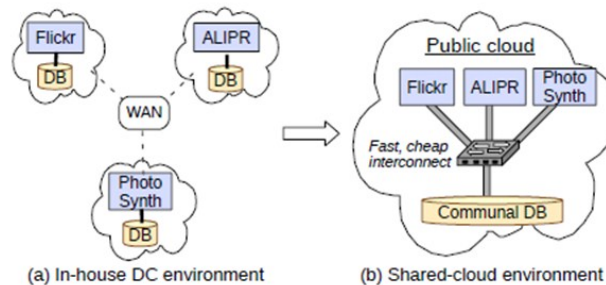 Flickr
DB
ALIPR
DB
WAN
Photo
Synth
DB
(a) In-house DC environment
Public cloud
Flickr
ALIPR
Photo
Synth
Fast, cheap
interconnect
Communal DB
(b) Shared-cloud environment